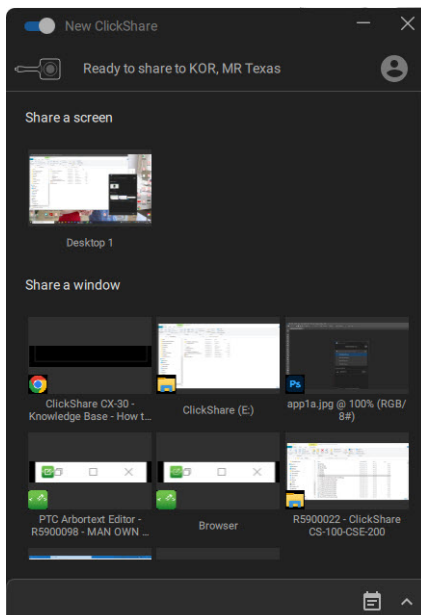 New ClickShare
Ready to share to KOR, MR Texas
Share a screen
Desktop 1
Share a window
ClickShare CX-30 -
Knowledge Base - How t...
ClickShare (E:)
app1a.jpg @ 100% (RGB/
8#)
Ps
PTC Arbortext Editor -
R5900098 - MAN OWN ...
Browser
R5900022 - ClickShare
CS-100-CSE-200